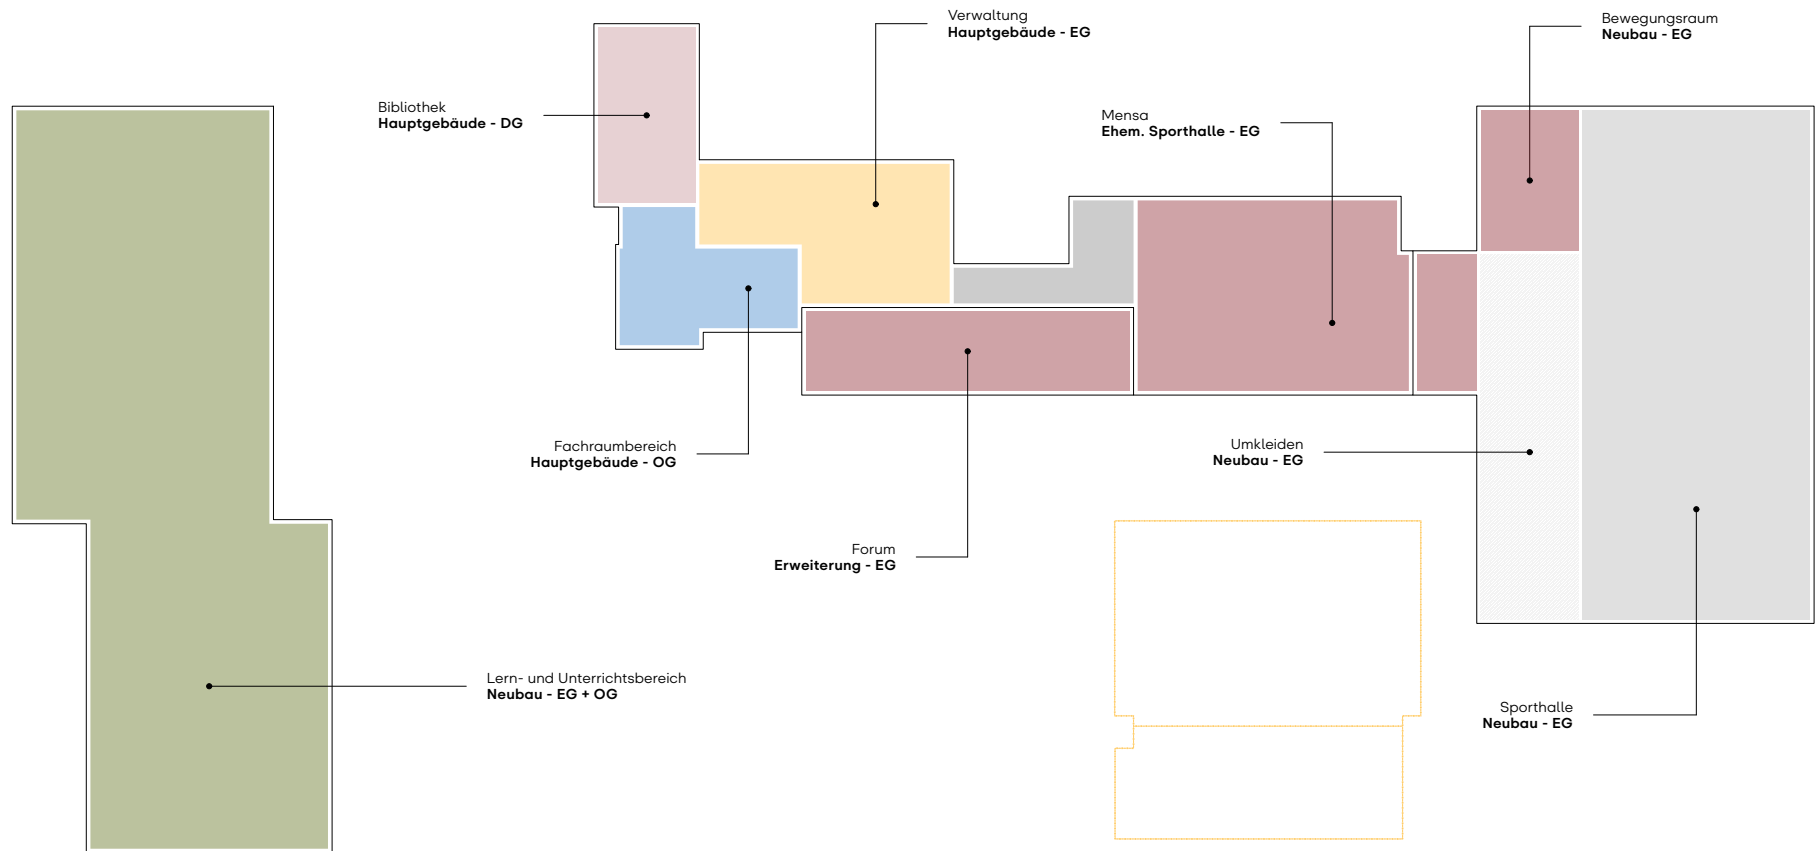 Verwaltung
Hauptgebäude - EG
Bewegungsraum
Neubau - EG
Bibliothek
Hauptgebäude - DG
Mensa
Ehem. Sporthalle - EG
Fachraumbereich
Hauptgebäude - OG
Umkleiden
Neubau - EG
Forum
Erweiterung - EG
Lern- und Unterrichtsbereich
Neubau - EG + OG
Sporthalle
Neubau - EG